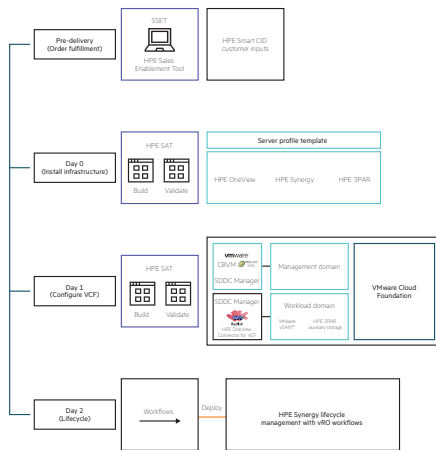 Pre-delivery
(Order fulfillment)
SSET
HPE Sales
Enablement Tool
HPE Smart CID
customer inputs
Day 0
(Install infrastructure)
HPE SAT
Build
Validate
Server profile template
HPE OneView
HPE Synergy
HPE 3PAR
Day 1
(Configure VCF)
HPE SAT
Build
Validate
vmware
CBVM
SDDC Manager
Management domain
SDDC Manager
RedHat
HPE OneView
Connector for VCF
Workload domain
VMware
vSAN™
HPE 3PAR
auxiliary storage
VMware Cloud
Foundation
Day 2
(Lifecycle)
Workflows
Deploy
HPE Synergy lifecycle
management with vRO workflows